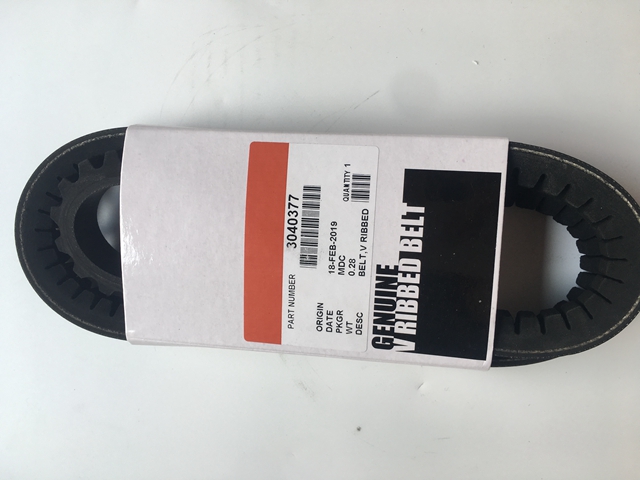 PART NUMBER 3040377
QUANTITY 1
ORIGIN
DATE 18-FEB-2019
PKGR MDC
WT 0.28
DESC BELT,V RIBBED
GENUINE
V RIBBED BELT